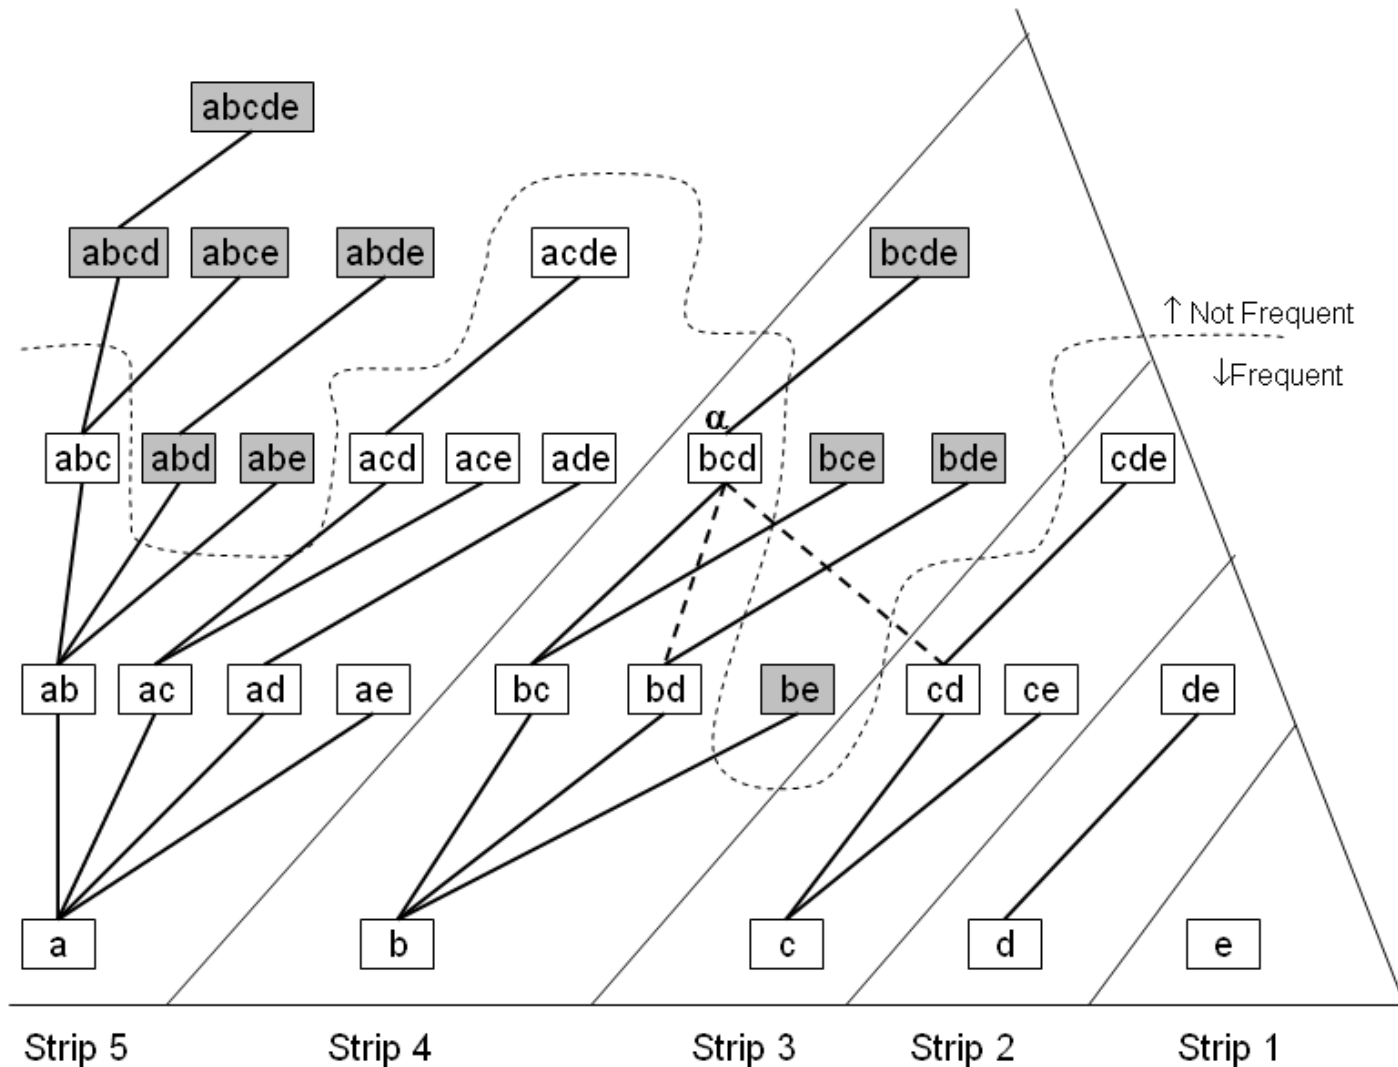 abcde
abcd abce abde acde bcde
↑ Not Frequent
↓Frequent
α
abc abd abe acd ace ade bcd bce bde cde
ab ac ad ae bc bd be cd ce de
a b c d e
Strip 5 Strip 4 Strip 3 Strip 2 Strip 1